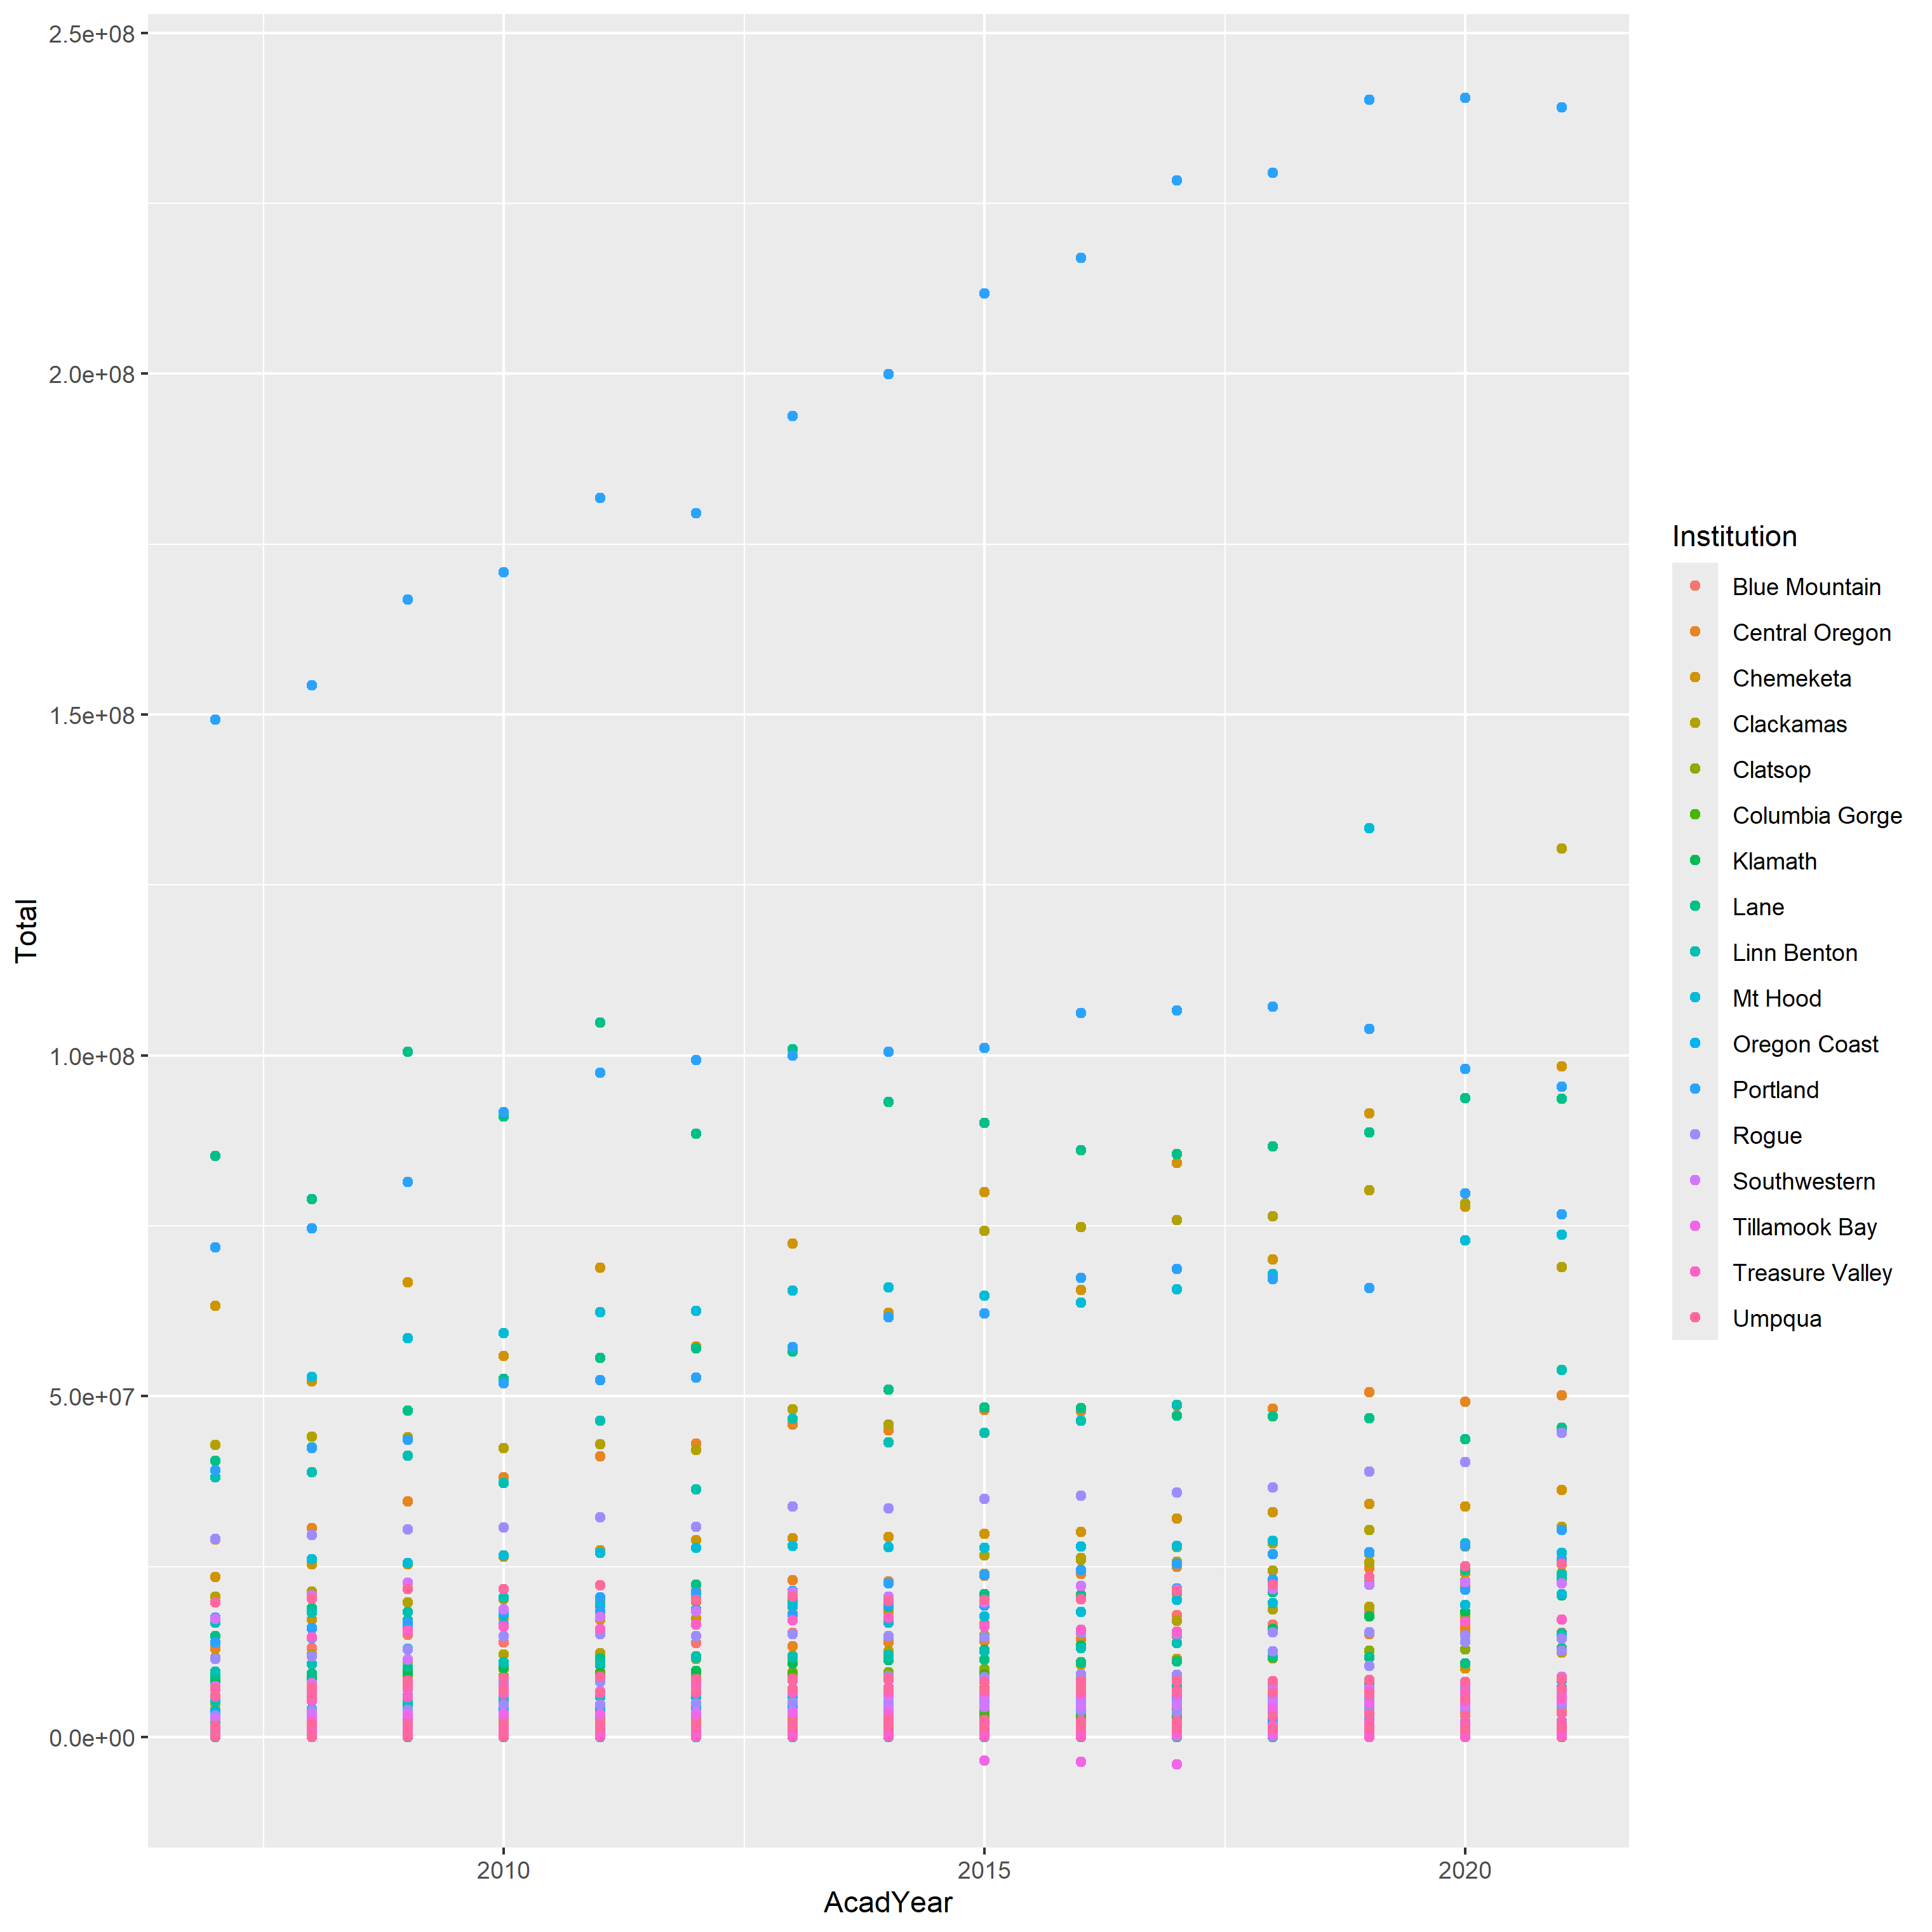 2.5e+08
2.0e+08
1.5e+08
1.0e+08
5.0e+07
0.0e+00
Total
2010
2015
2020
AcadYear
Institution
Blue Mountain
Central Oregon
Chemeketa
Clackamas
Clatsop
Columbia Gorge
Klamath
Lane
Linn Benton
Mt Hood
Oregon Coast
Portland
Rogue
Southwestern
Tillamook Bay
Treasure Valley
Umpqua